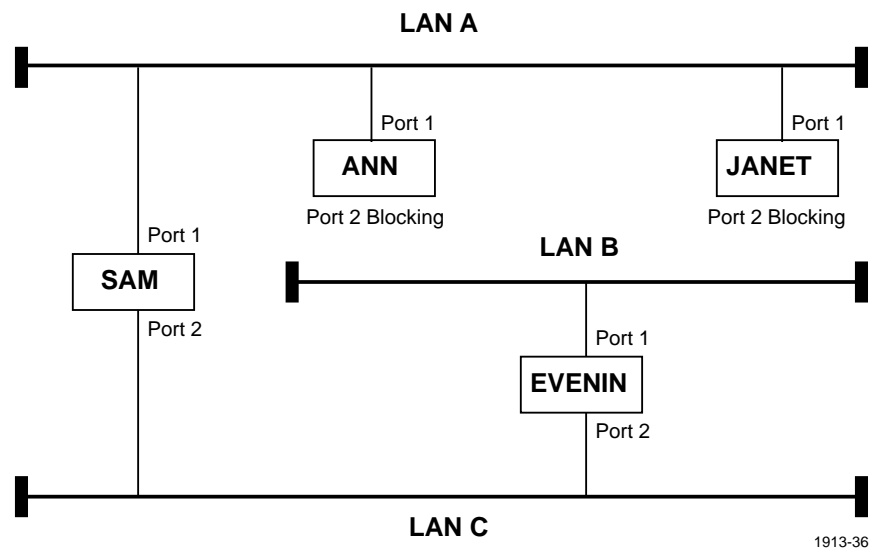 LAN A
Port 1
Port 1
ANN
JANET
Port 2 Blocking
Port 2 Blocking
Port 1
LAN B
SAM
Port 2
Port 1
EVENIN
Port 2
LAN C
1913-36